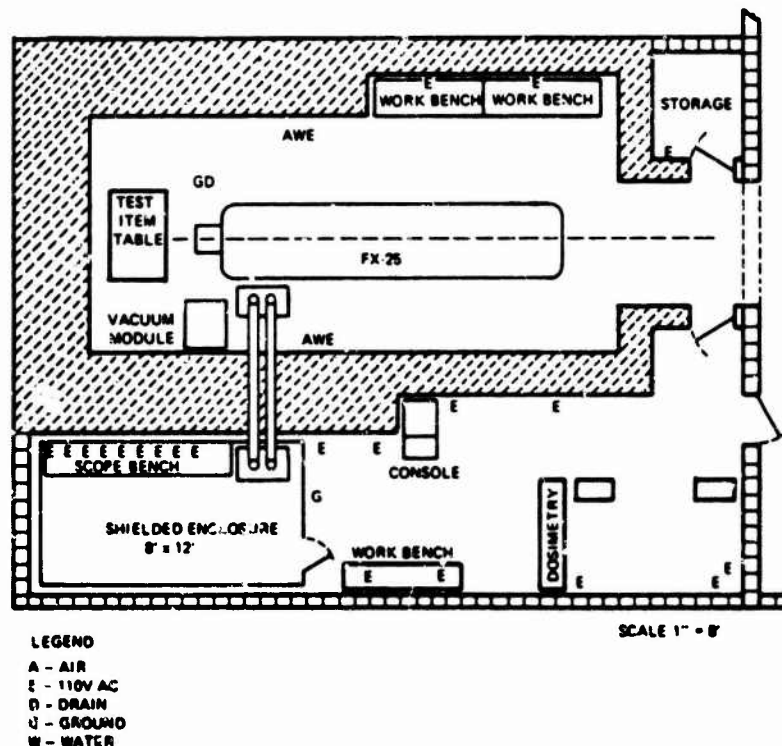 E E
WORK BENCH WORK BENCH
STORAGE
AWE
E
GD
TEST
ITEM
TABLE
FX-25
VACUUM
MODULE
AWE
E E
E E E E E E E E E
E E
SCOPE BENCH
CONSOLE
G
SHIELDED ENCLOSURE
8' x 12'
DOSIMETRY
WORK BENCH
E E
E
E E
SCALE 1" = 8'
LEGEND
A - AIR
E - 110V AC
D - DRAIN
G - GROUND
W - WATER